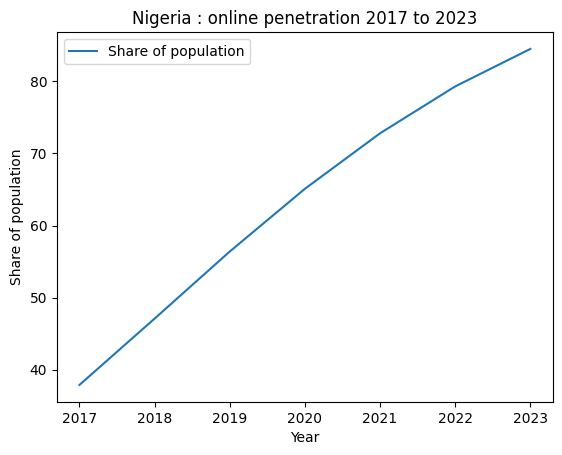 Nigeria : online penetration 2017 to 2023
Share of population
Share of population
80
70
60
50
40
2017 2018 2019 2020 2021 2022 2023
Year